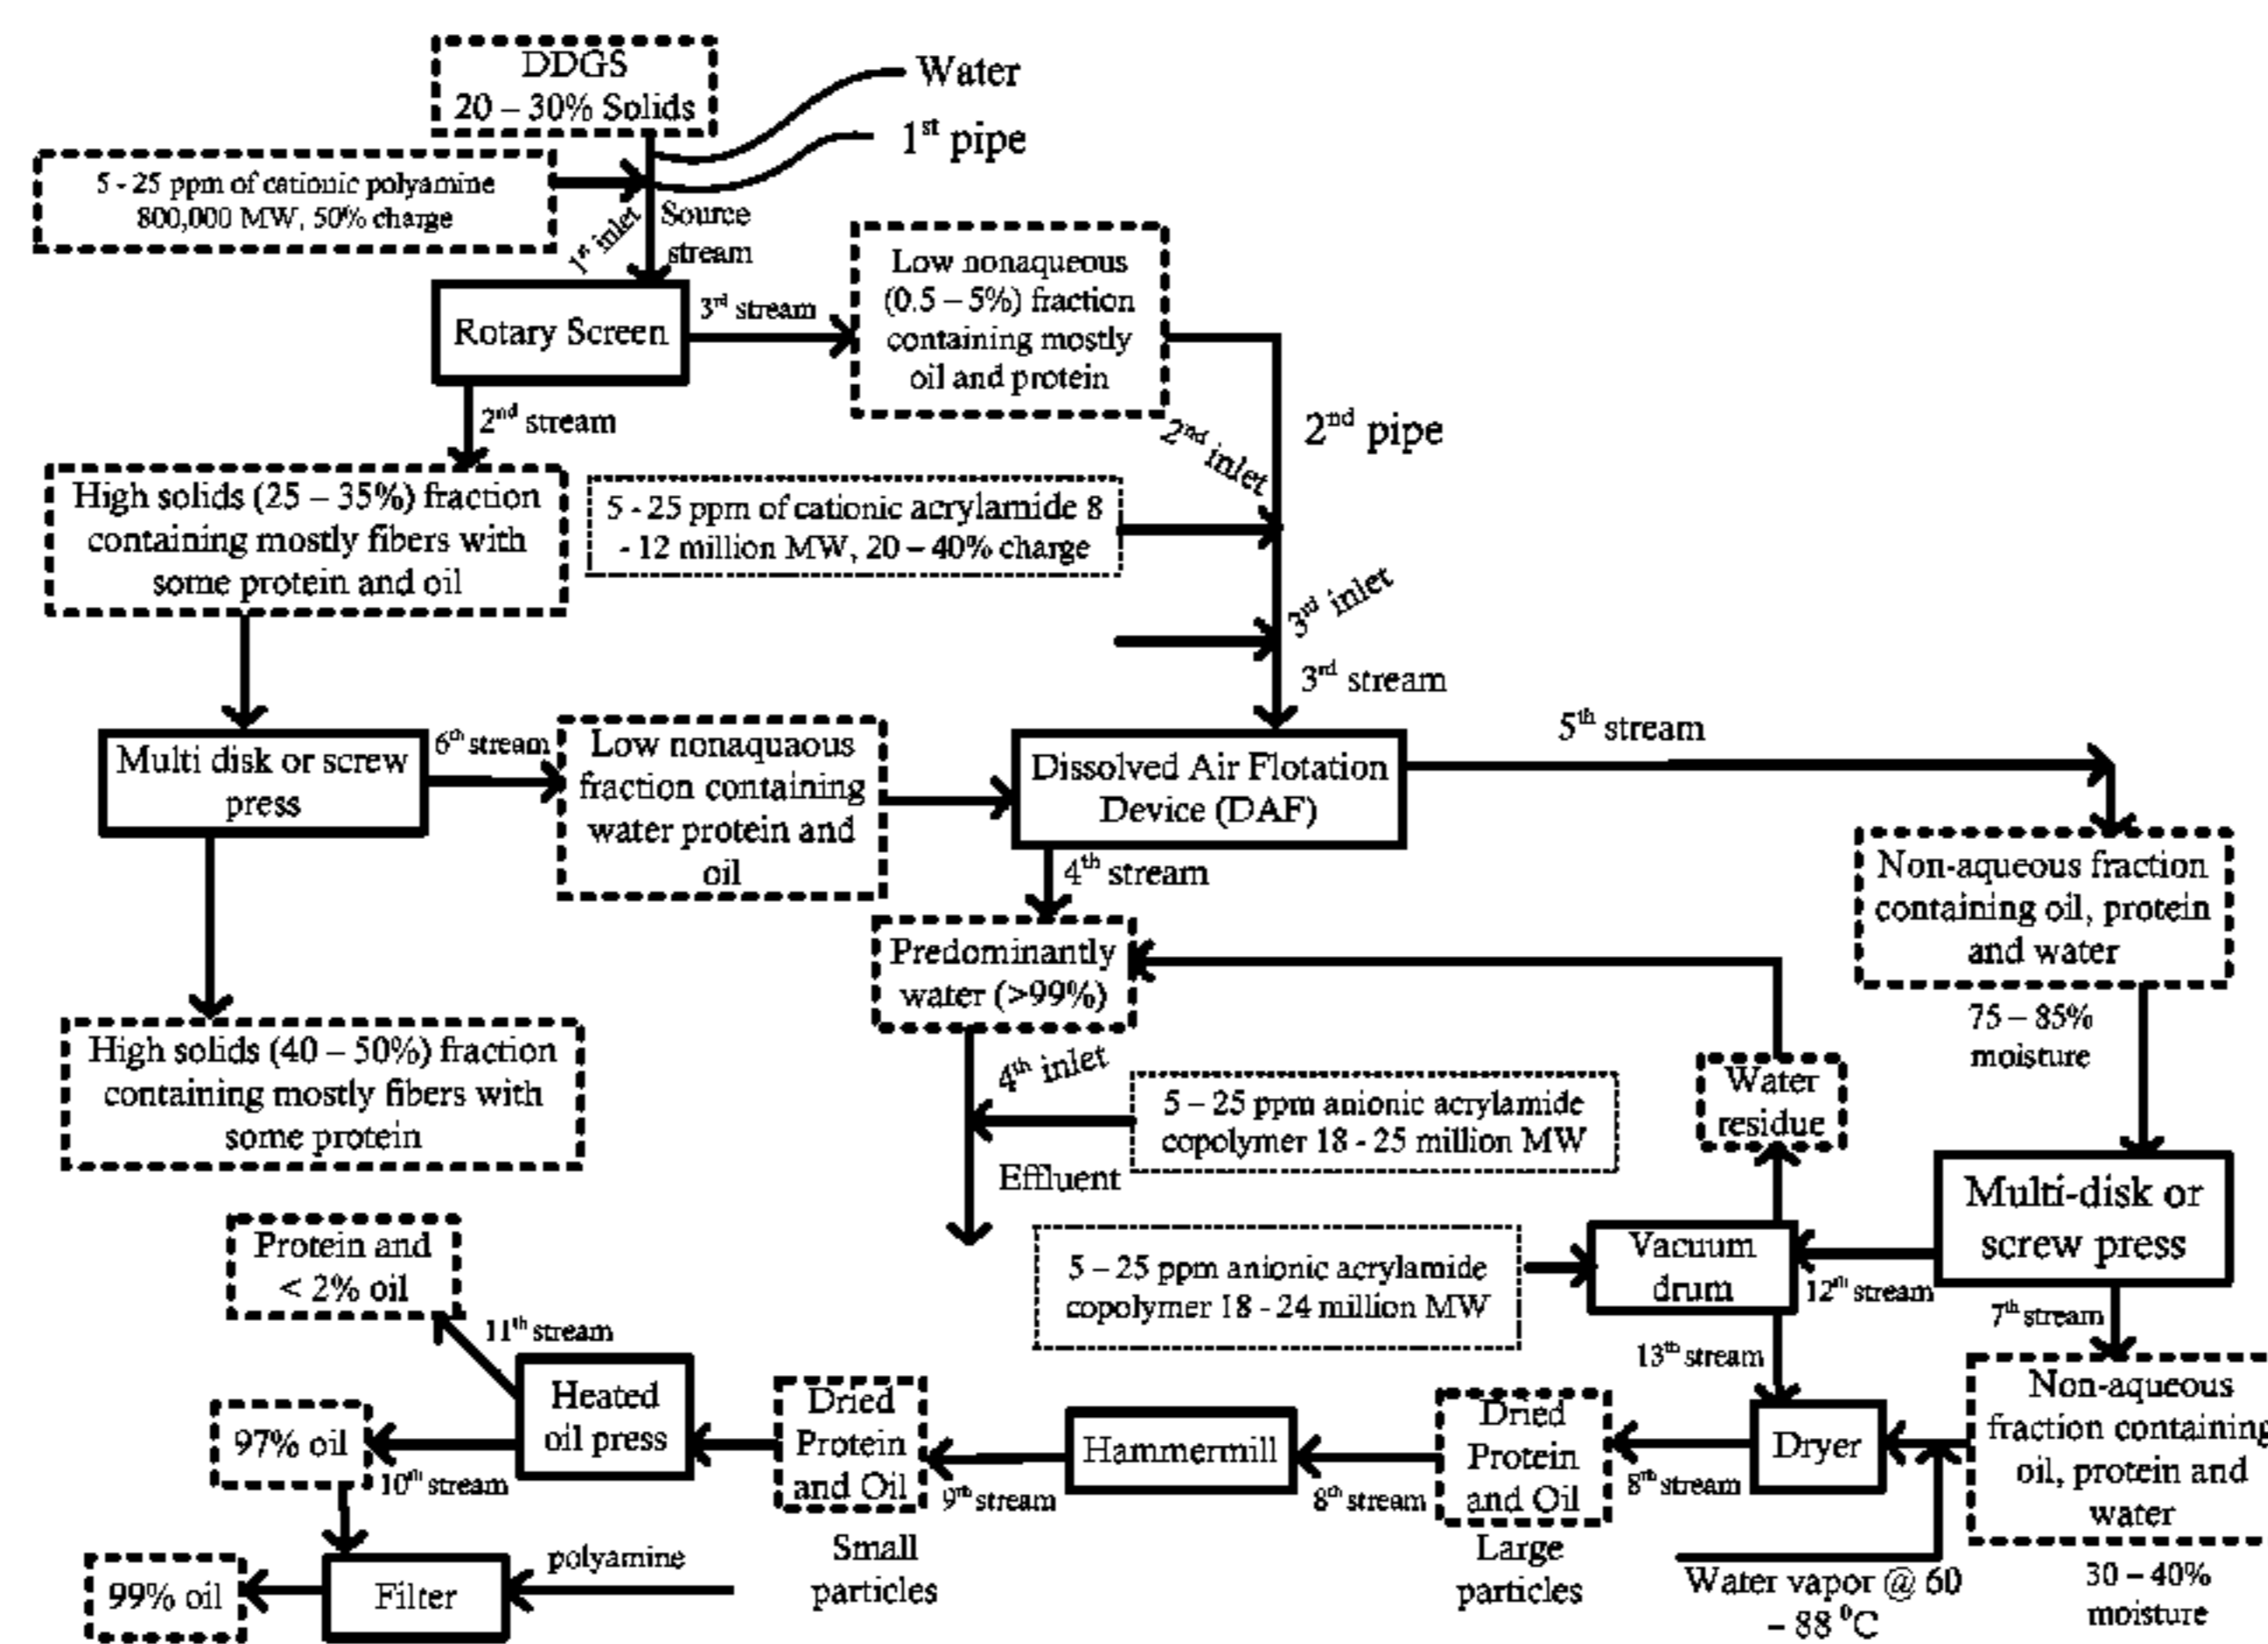 DDGS
20 – 30% Solids
Water
1st pipe
5 - 25 ppm of cationic polyamine
800,000 MW, 50% charge
1st inlet
Source
stream
Rotary Screen
3rd stream
Low nonaqueous
(0.5 – 5%) fraction
containing mostly
oil and protein
2nd stream
2nd pipe
2nd inlet
High solids (25 – 35%) fraction
containing mostly fibers with
some protein and oil
5 - 25 ppm of cationic acrylamide 8
- 12 million MW, 20 – 40% charge
3rd inlet
3rd stream
5th stream
Multi disk or screw
press
6th stream
Low nonaquaous
fraction containing
water protein and
oil
Dissolved Air Flotation
Device (DAF)
4th stream
Non-aqueous fraction
containing oil, protein
and water
75 – 85%
moisture
Predominantly
water (>99%)
High solids (40 – 50%) fraction
containing mostly fibers with
some protein
4th inlet
5 – 25 ppm anionic acrylamide
copolymer 18 - 25 million MW
Effluent
Water
residue
Multi-disk or
screw press
Protein and
< 2% oil
5 – 25 ppm anionic acrylamide
copolymer 18 - 24 million MW
Vacuum
drum
12th stream
7th stream
11th stream
13th stream
97% oil
Heated
oil press
Dried
Protein
and Oil
Hammermill
Dried
Protein
and Oil
Dryer
Non-aqueous
fraction containing
oil, protein and
water
10th stream
9th stream
8th stream
8th stream
Small
particles
Large
particles
Water vapor @ 60
– 88 ⁰C
30 – 40%
moisture
99% oil
Filter
polyamine